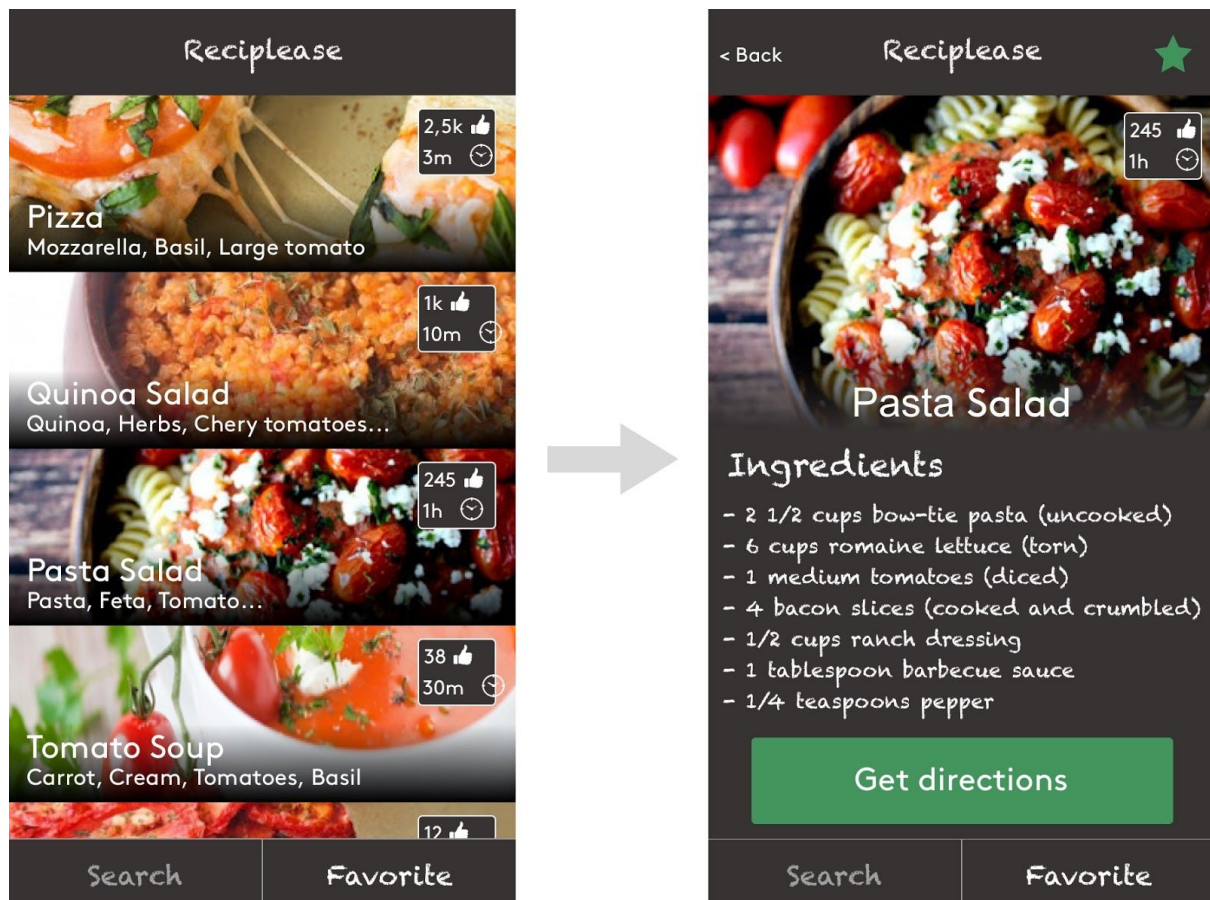 Reciplease
2,5k
3m
Pizza
Mozzarella, Basil, Large tomato
1k
10m
Quinoa Salad
Quinoa, Herbs, Chery tomatoes...
245
1h
Pasta Salad
Pasta, Feta, Tomato...
38
30m
Tomato Soup
Carrot, Cream, Tomatoes, Basil
12
Search Favorite
< Back Reciplease
245
1h
Pasta Salad
Ingredients
- 2 1/2 cups bow-tie pasta (uncooked)
- 6 cups romaine lettuce (torn)
- 1 medium tomatoes (diced)
- 4 bacon slices (cooked and crumbled)
- 1/2 cups ranch dressing
- 1 tablespoon barbecue sauce
- 1/4 teaspoons pepper
Get directions
Search Favorite